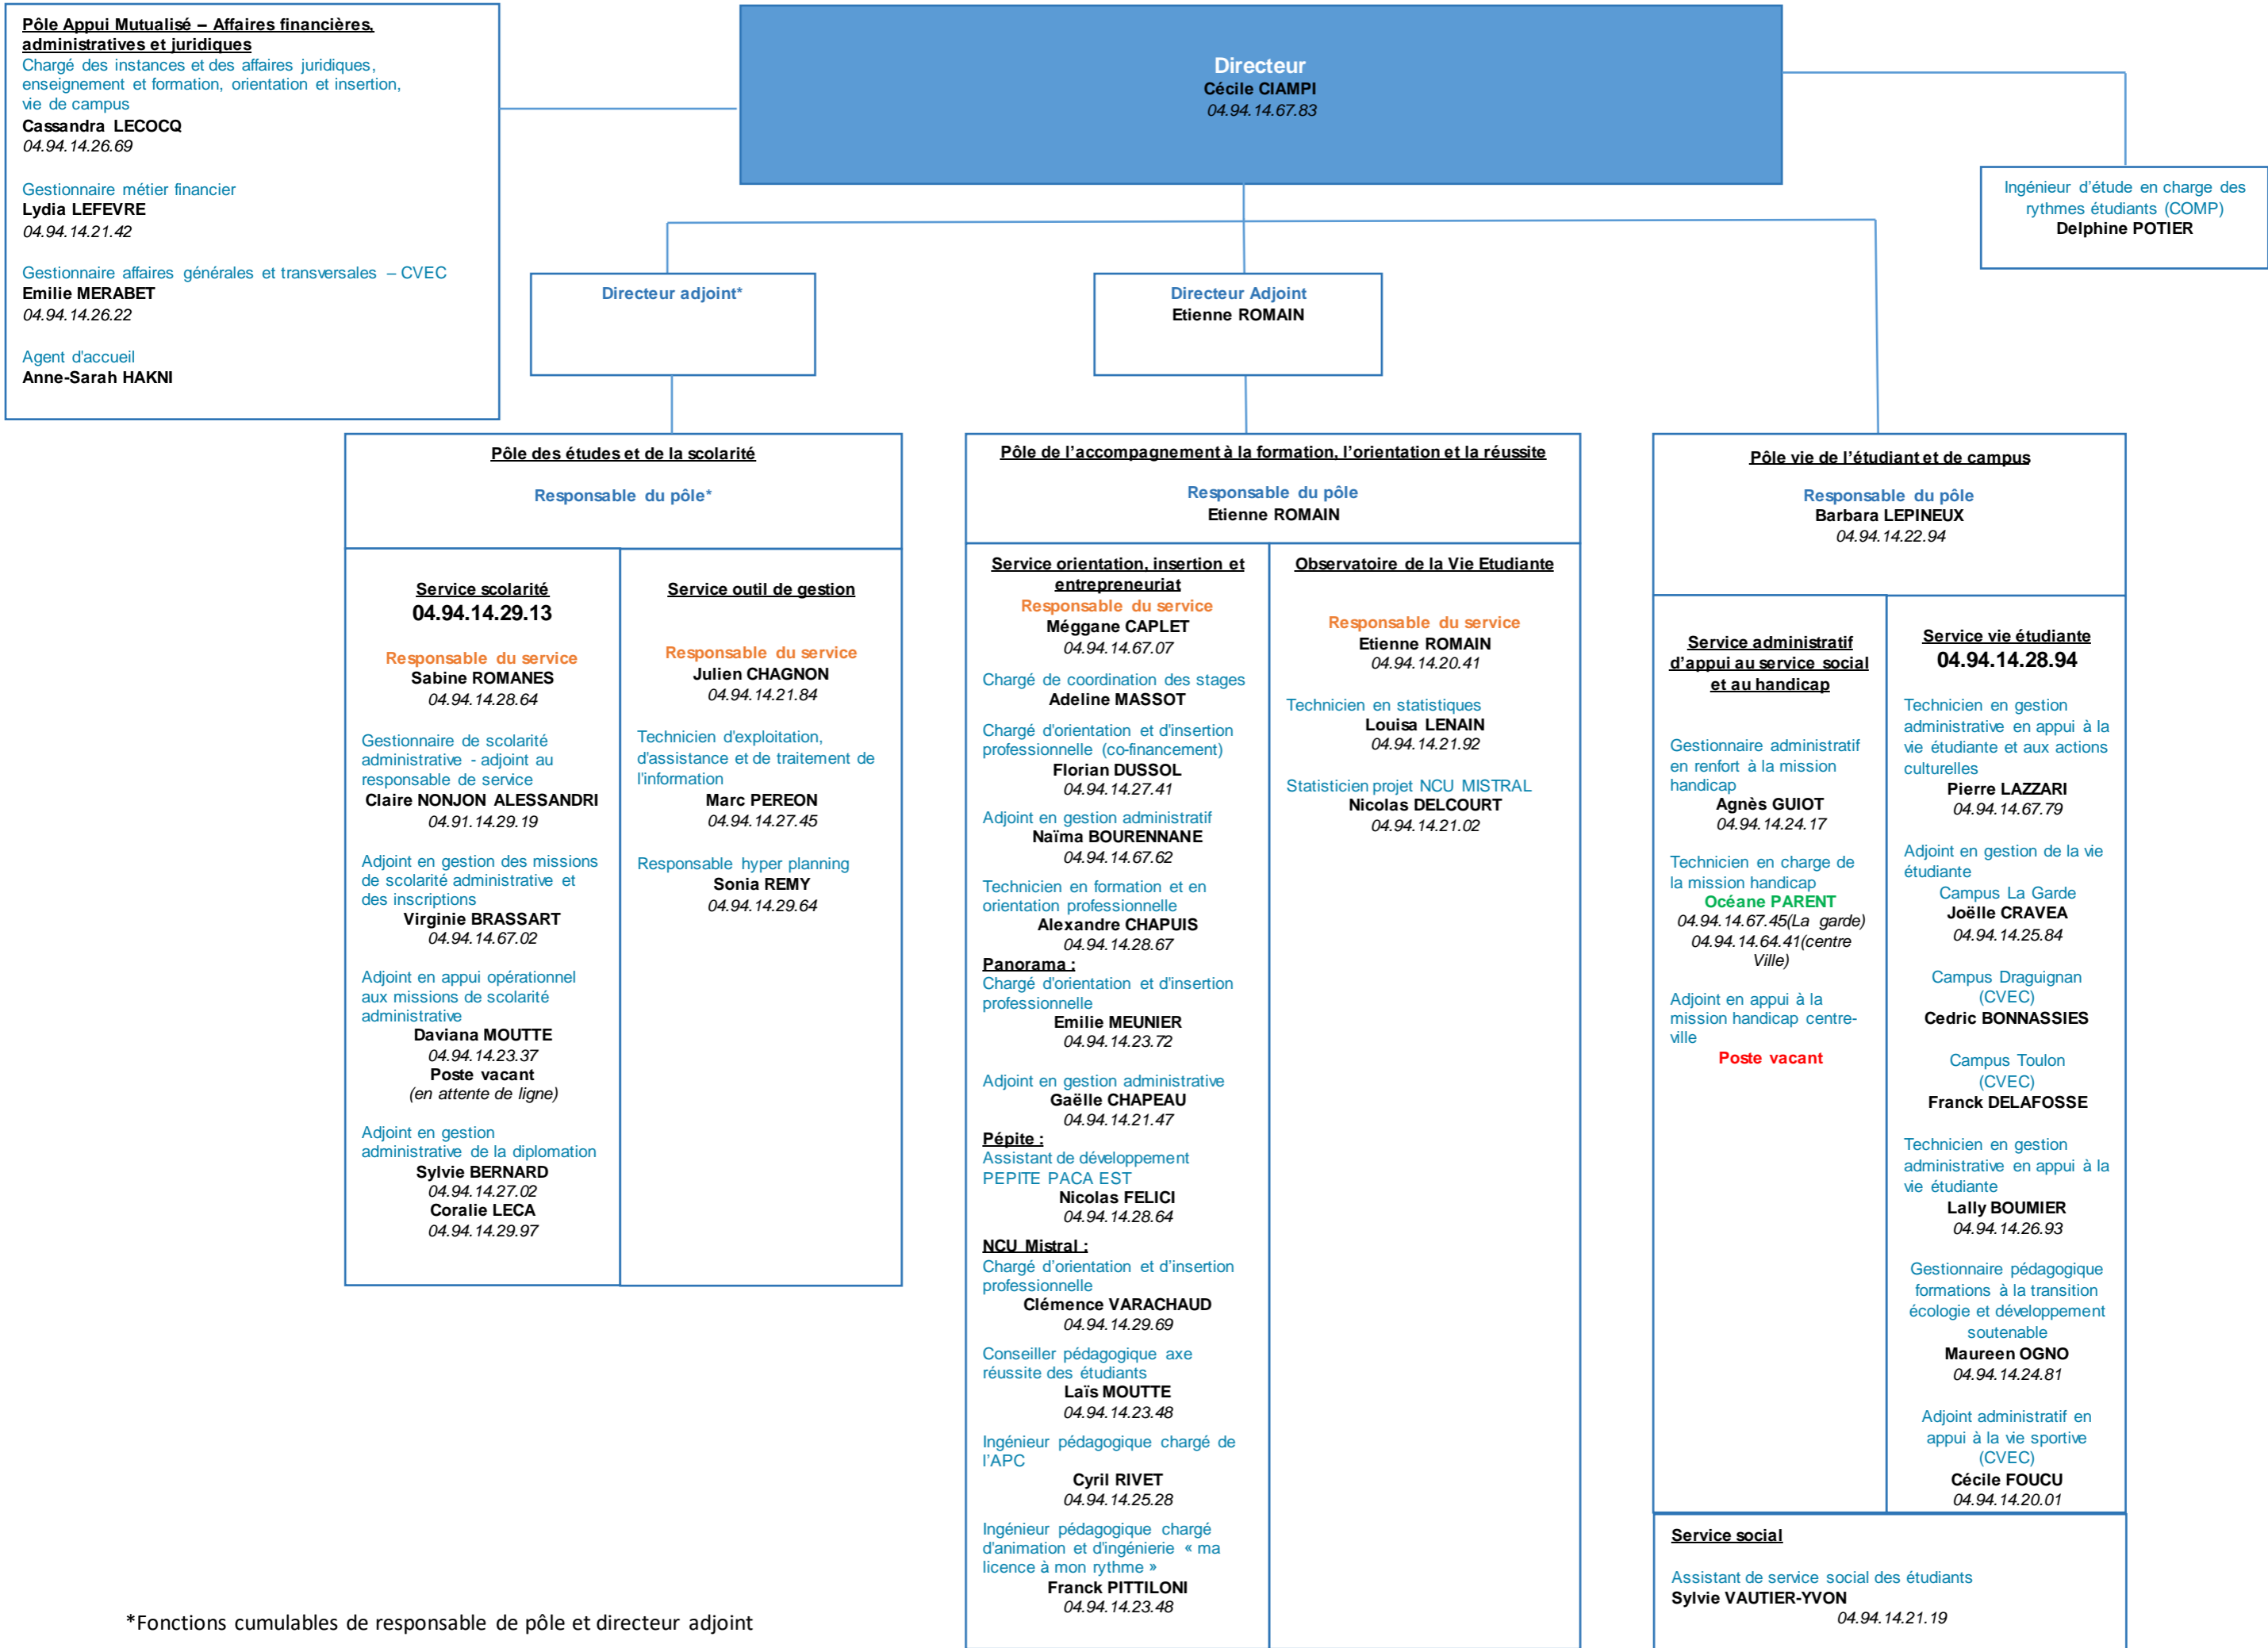 Pôle Appui Mutualisé – Affaires financières,
administratives et juridiques
Chargé des instances et des affaires juridiques,
enseignement et formation, orientation et insertion,
vie de campus
Cassandra LECOCQ
04.94.14.26.69
Gestionnaire métier financier
Lydia LEFEVRE
04.94.14.21.42
Gestionnaire affaires générales et transversales – CVEC
Emilie MERABET
04.94.14.26.22
Agent d'accueil
Anne-Sarah HAKNI
Directeur
Cécile CIAMPI
04.94.14.67.83
Ingénieur d'étude en charge des
rythmes étudiants (COMP)
Delphine POTIER
Directeur adjoint*
Directeur Adjoint
Etienne ROMAIN
Pôle des études et de la scolarité
Responsable du pôle*
Service scolarité
04.94.14.29.13
Responsable du service
Sabine ROMANES
04.94.14.28.64
Gestionnaire de scolarité
administrative - adjoint au
responsable de service
Claire NONJON ALESSANDRI
04.91.14.29.19
Adjoint en gestion des missions
de scolarité administrative et
des inscriptions
Virginie BRASSART
04.94.14.67.02
Adjoint en appui opérationnel
aux missions de scolarité
administrative
Daviana MOUTTE
04.94.14.23.37
Poste vacant
(en attente de ligne)
Adjoint en gestion
administrative de la diplomation
Sylvie BERNARD
04.94.14.27.02
Coralie LECA
04.94.14.29.97
Service outil de gestion
Responsable du service
Julien CHAGNON
04.94.14.21.84
Technicien d'exploitation,
d'assistance et de traitement de
l'information
Marc PEREON
04.94.14.27.45
Responsable hyper planning
Sonia REMY
04.94.14.29.64
Pôle de l'accompagnement à la formation, l'orientation et la réussite
Responsable du pôle
Etienne ROMAIN
Service orientation, insertion et
entrepreneuriat
Responsable du service
Méggane CAPLET
04.94.14.67.07
Chargé de coordination des stages
Adeline MASSOT
Chargé d'orientation et d'insertion
professionnelle (co-financement)
Florian DUSSOL
04.94.14.27.41
Adjoint en gestion administratif
Naïma BOURENNANE
04.94.14.67.62
Technicien en formation et en
orientation professionnelle
Alexandre CHAPUIS
04.94.14.28.67
Panorama :
Chargé d'orientation et d'insertion
professionnelle
Emilie MEUNIER
04.94.14.23.72
Adjoint en gestion administrative
Gaëlle CHAPEAU
04.94.14.21.47
Pépite :
Assistant de développement
PEPITE PACA EST
Nicolas FELICI
04.94.14.28.64
NCU Mistral :
Chargé d'orientation et d'insertion
professionnelle
Clémence VARACHAUD
04.94.14.29.69
Conseiller pédagogique axe
réussite des étudiants
Laïs MOUTTE
04.94.14.23.48
Ingénieur pédagogique chargé de
l'APC
Cyril RIVET
04.94.14.25.28
Ingénieur pédagogique chargé
d'animation et d'ingénierie « ma
licence à mon rythme »
Franck PITTILONI
04.94.14.23.48
Observatoire de la Vie Etudiante
Responsable du service
Etienne ROMAIN
04.94.14.20.41
Technicien en statistiques
Louisa LENAIN
04.94.14.21.92
Statisticien projet NCU MISTRAL
Nicolas DELCOURT
04.94.14.21.02
Pôle vie de l'étudiant et de campus
Responsable du pôle
Barbara LEPINEUX
04.94.14.22.94
Service administratif
d'appui au service social
et au handicap
Gestionnaire administratif
en renfort à la mission
handicap
Agnès GUIOT
04.94.14.24.17
Technicien en charge de
la mission handicap
Océane PARENT
04.94.14.67.45(La garde)
04.94.14.64.41(centre
Ville)
Adjoint en appui à la
mission handicap centre-
ville
Poste vacant
Service vie étudiante
04.94.14.28.94
Technicien en gestion
administrative en appui à la
vie étudiante et aux actions
culturelles
Pierre LAZZARI
04.94.14.67.79
Adjoint en gestion de la vie
étudiante
Campus La Garde
Joëlle CRAVEA
04.94.14.25.84
Campus Draguignan
(CVEC)
Cedric BONNASSIES
Campus Toulon
(CVEC)
Franck DELAFOSSE
Technicien en gestion
administrative en appui à la
vie étudiante
Lally BOUMIER
04.94.14.26.93
Gestionnaire pédagogique
formations à la transition
écologie et développement
soutenable
Maureen OGNO
04.94.14.24.81
Adjoint administratif en
appui à la vie sportive
(CVEC)
Cécile FOUCU
04.94.14.20.01
Service social
Assistant de service social des étudiants
Sylvie VAUTIER-YVON
04.94.14.21.19
*Fonctions cumulables de responsable de pôle et directeur adjoint